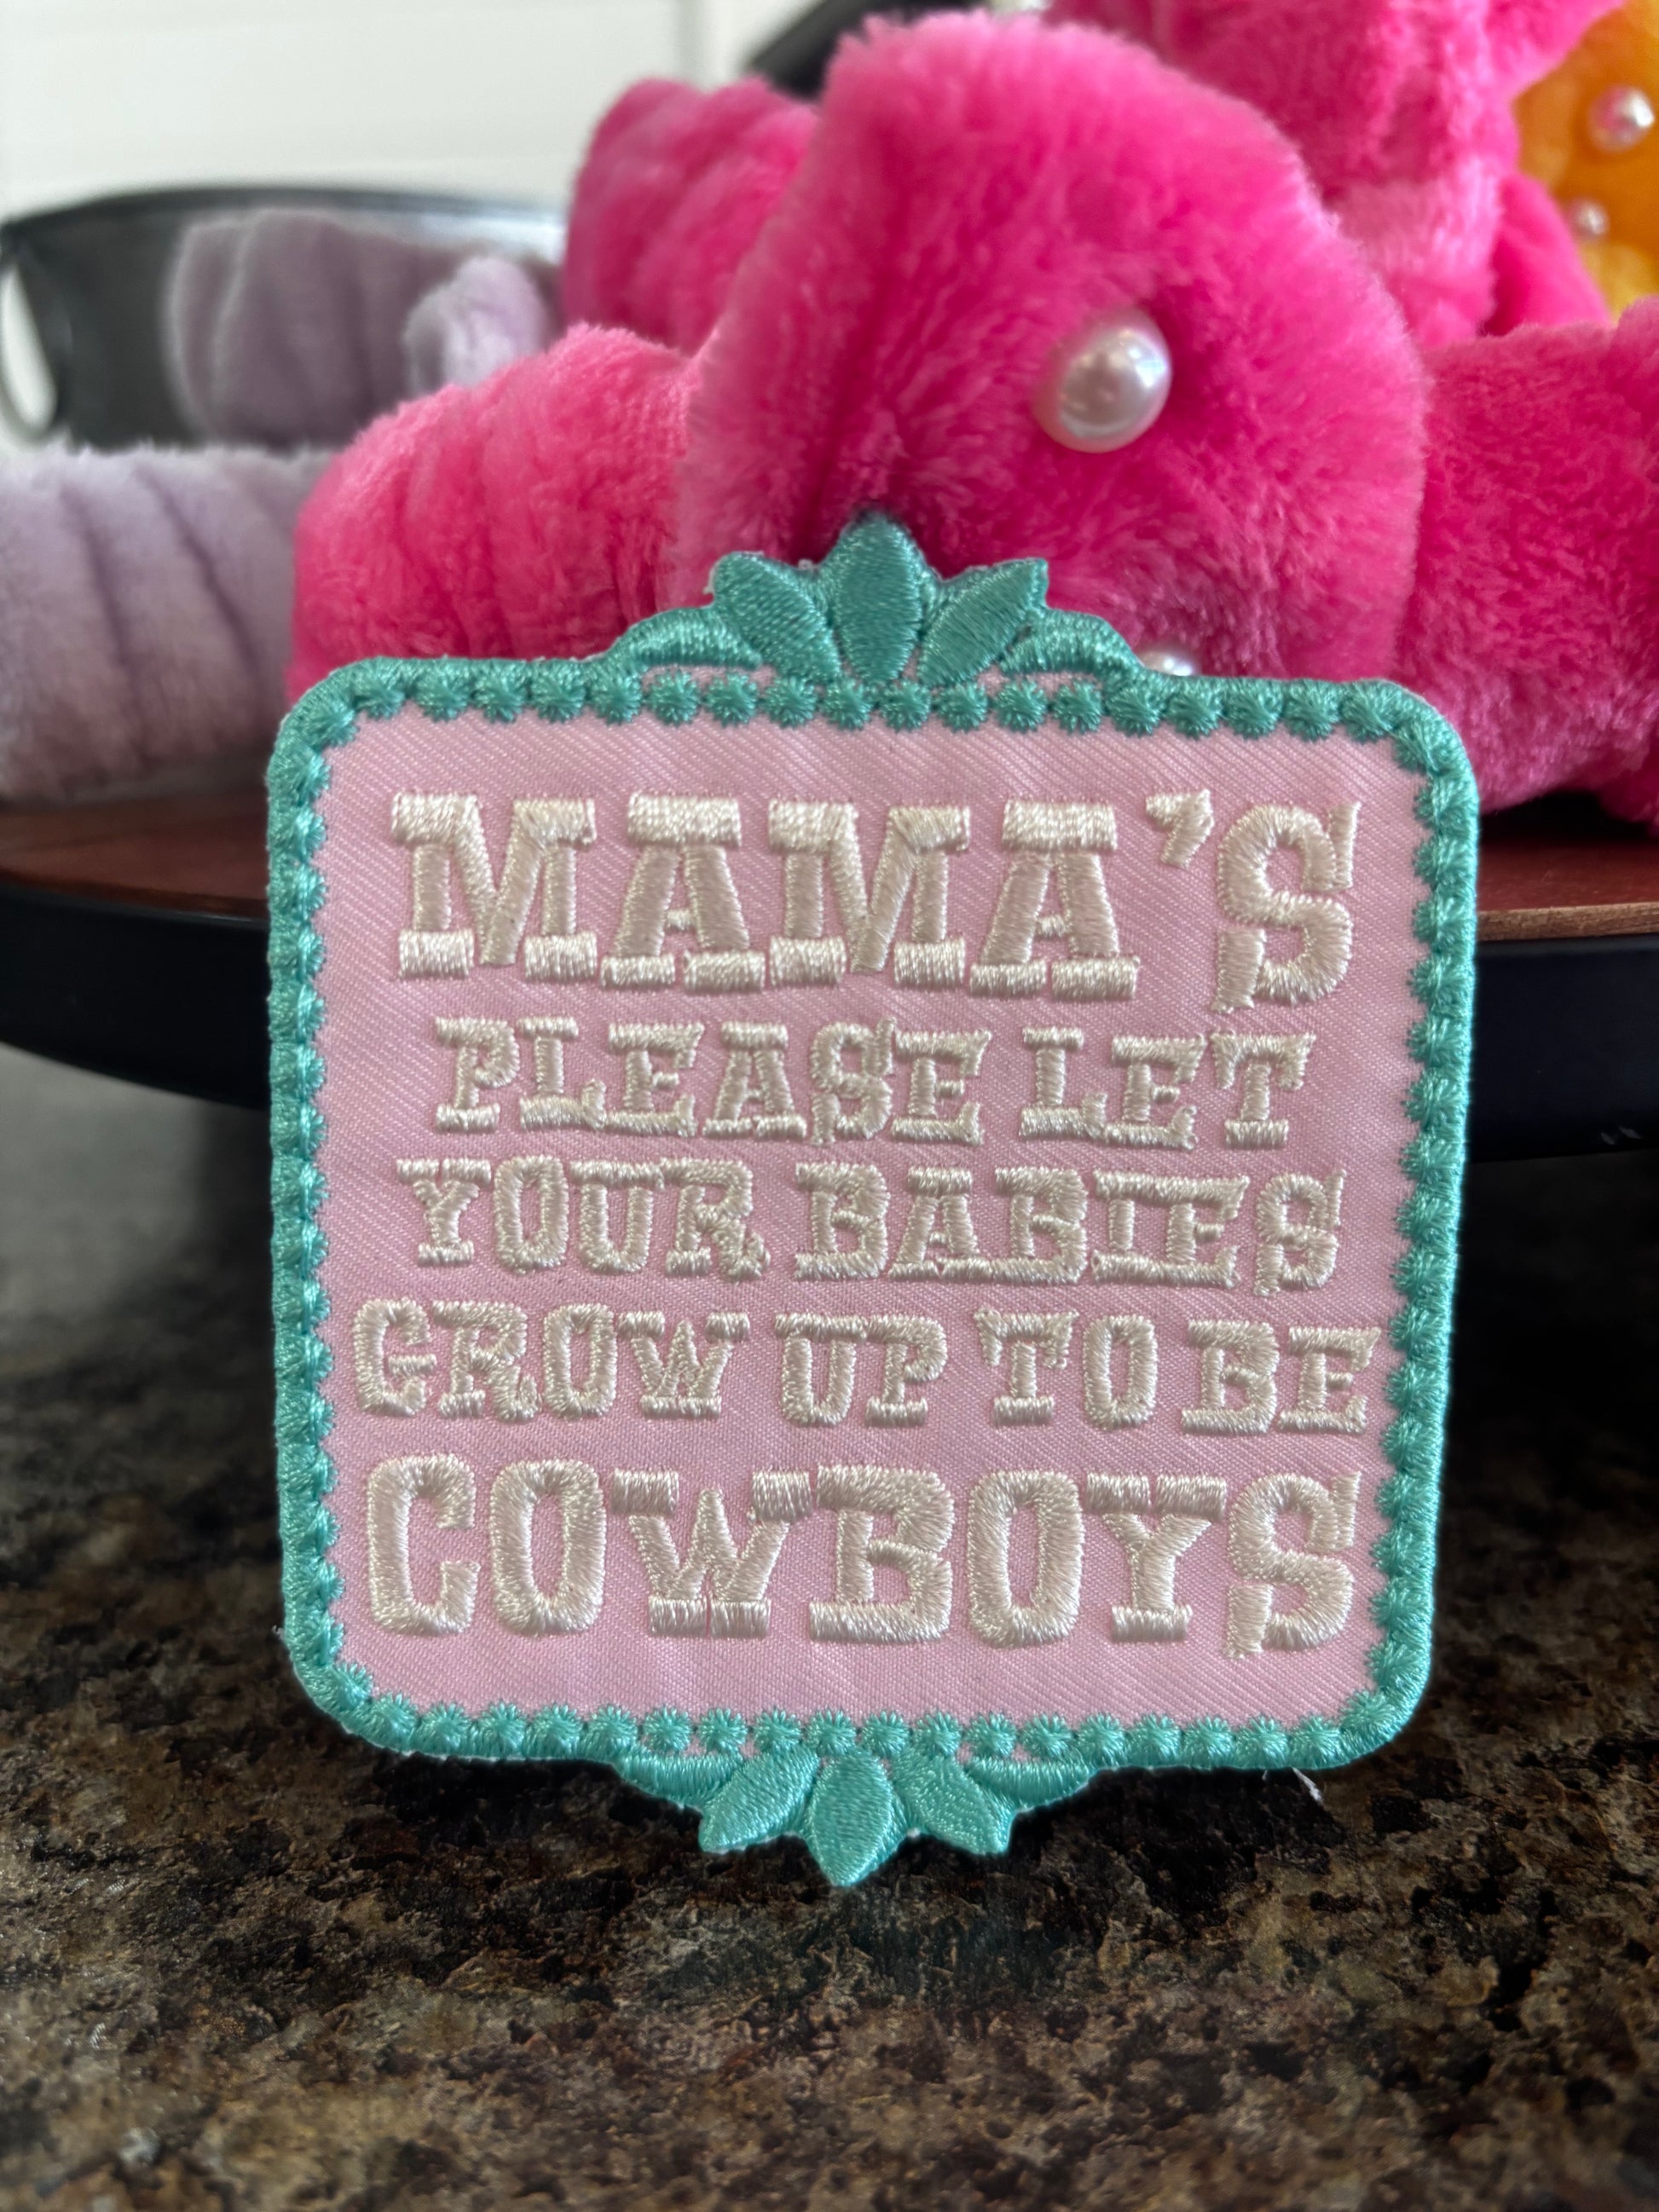 MAMA'S
PLEASE LET
YOUR BABIES
GROW UP TO BE
COWBOYS